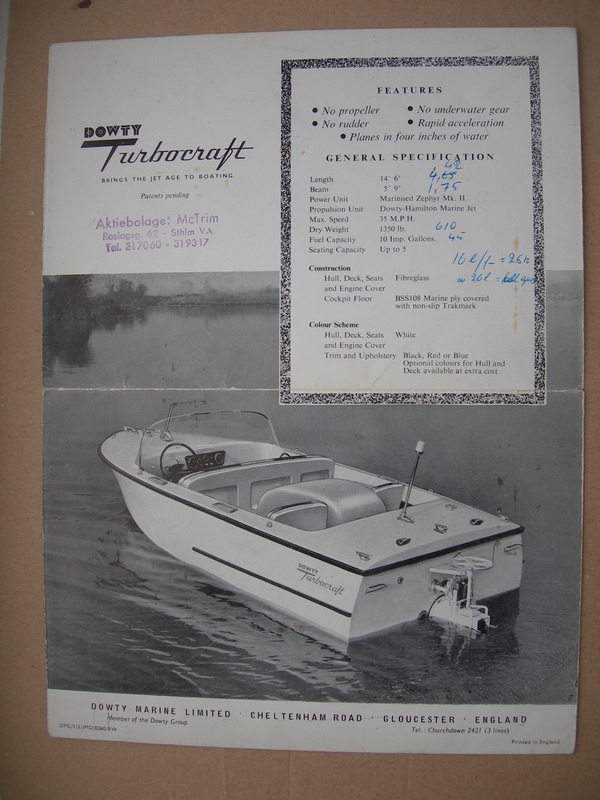 DOWTY
Turbocraft
BRINGS THE JET AGE TO BOATING
Patents pending
Aktiebolaget McTrim
Roslagsg. 62 - Sthlm VA
Tel. 317060 - 319317
FEATURES
• No propeller • No underwater gear
• No rudder • Rapid acceleration
• Planes in four inches of water
GENERAL SPECIFICATION
42
Length 14' 6"
Beam 5' 9" 1,75
Power Unit Marinised Zephyr Mk. II.
Propulsion Unit Dowty-Hamilton Marine Jet
Max. Speed 35 M.P.H.
Dry Weight 1350 lb. 610
Fuel Capacity 10 Imp. Gallons. 45
Seating Capacity Up to 5
Construction
Hull, Deck, Seats Fibreglass
and Engine Cover
Cockpit Floor BSS108 Marine ply covered
with non-slip Trakmark
Colour Scheme
Hull, Deck, Seats White
and Engine Cover
Trim and Upholstery Black, Red or Blue
Optional colours for Hull and
Deck available at extra cost
DOWTY
Turbocraft
DOWTY MARINE LIMITED · CHELTENHAM ROAD · GLOUCESTER · ENGLAND
Member of the Dowty Group
Tel.: Churchdown 2421 (3 lines)
Printed in England